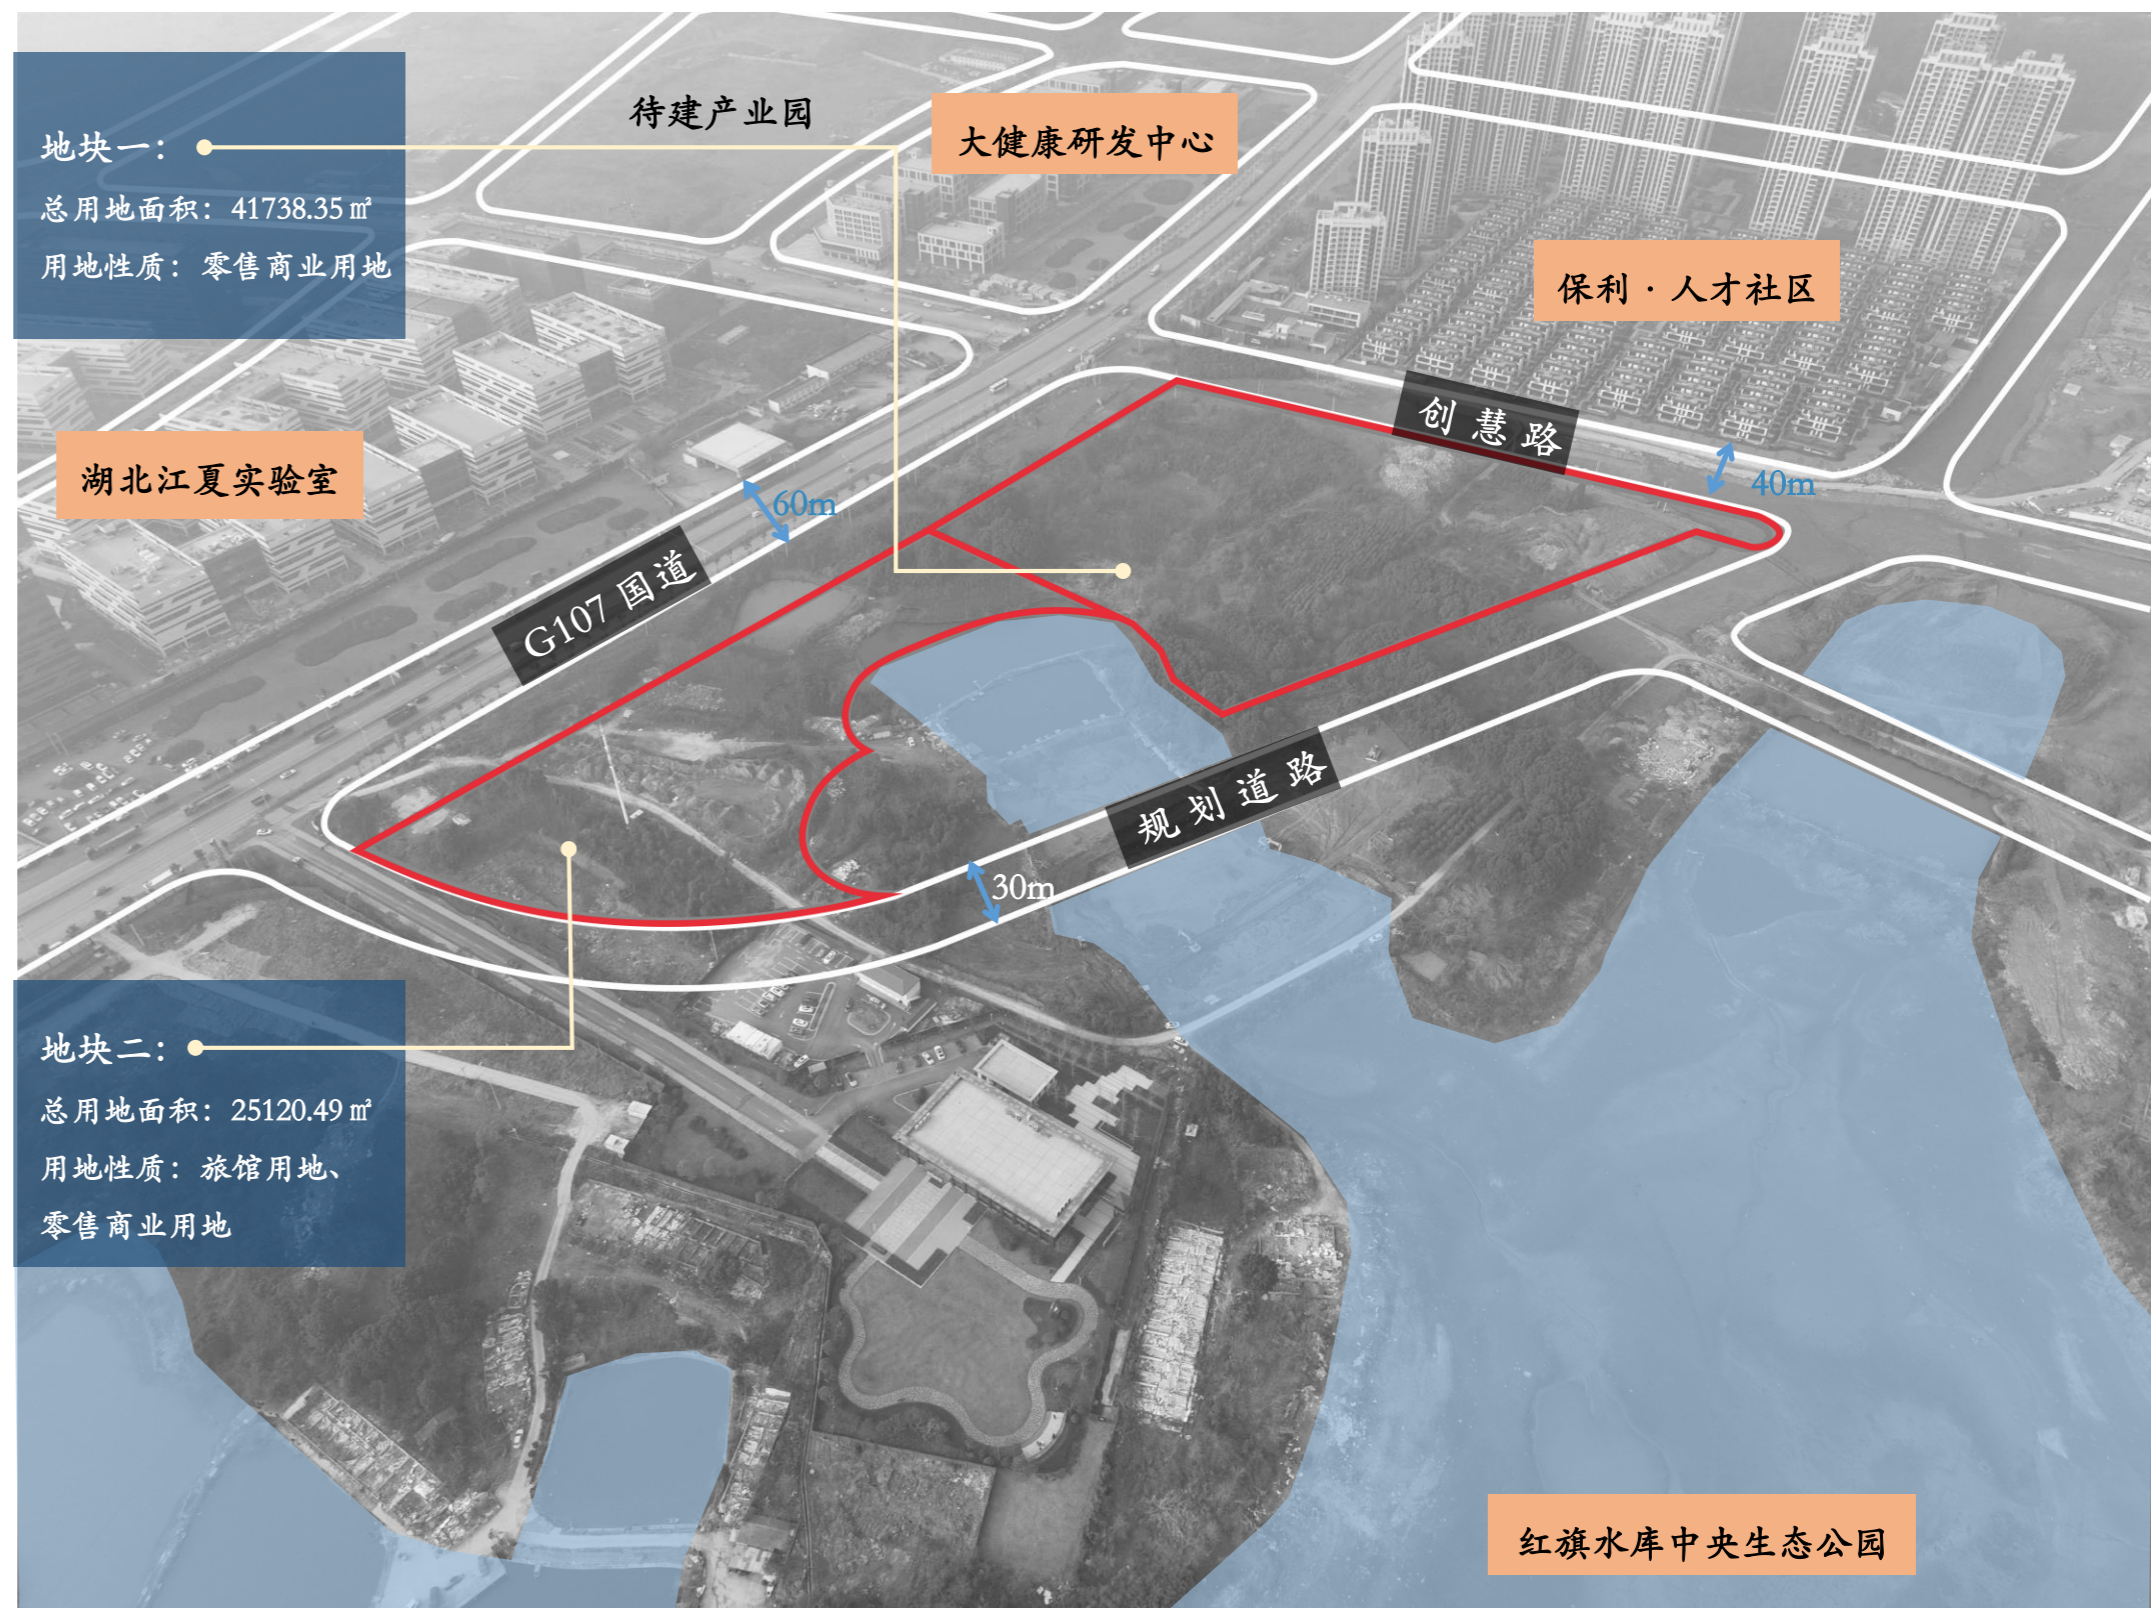 待建产业园
大健康研发中心
地块一：
总用地面积：41738.35㎡
用地性质：零售商业用地
保利·人才社区
创慧路
40m
湖北江夏实验室
60m
G107国道
规划道路
30m
地块二：
总用地面积：25120.49㎡
用地性质：旅馆用地、
零售商业用地
红旗水库中央生态公园